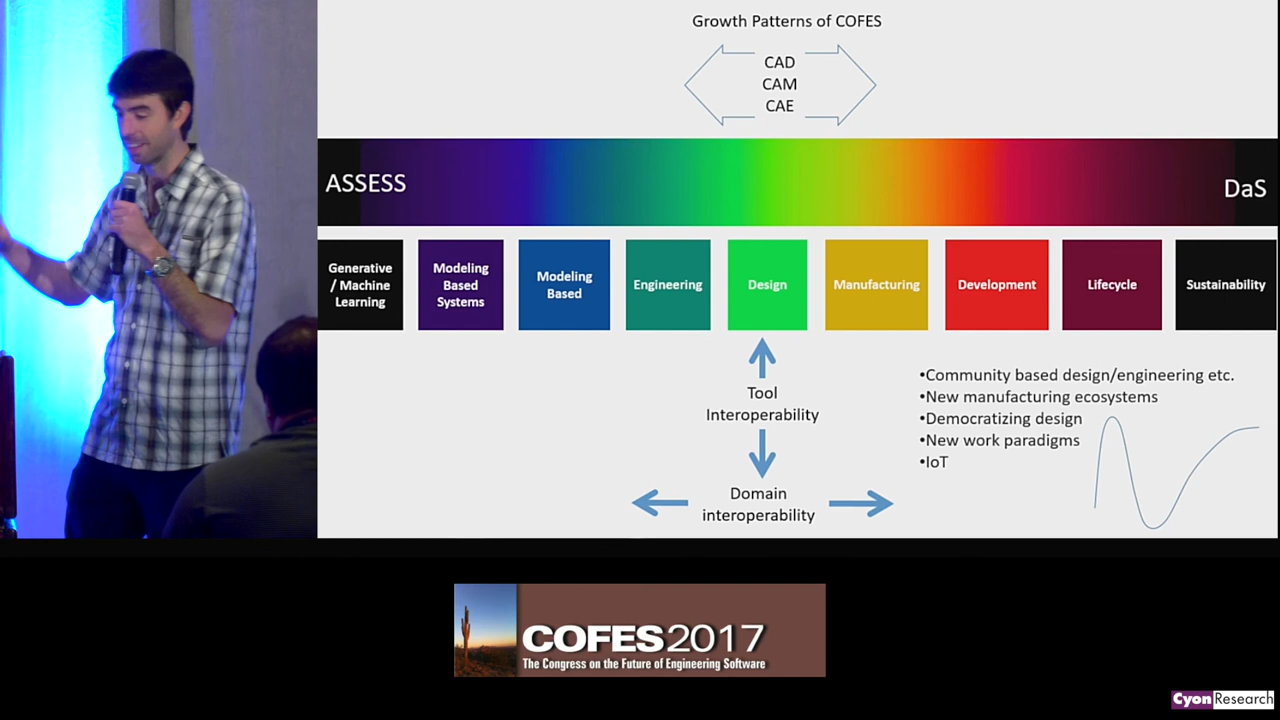 Growth Patterns of COFES
CAD
CAM
CAE
ASSESS
DaS
Generative
/ Machine
Learning
Modeling
Based
Systems
Modeling
Based
Engineering
Design
Manufacturing
Development
Lifecycle
Sustainability
Tool
Interoperability
Domain
interoperability
•Community based design/engineering etc.
•New manufacturing ecosystems
•Democratizing design
•New work paradigms
•IoT
COFES2017
The Congress on the Future of Engineering Software
CyonResearch